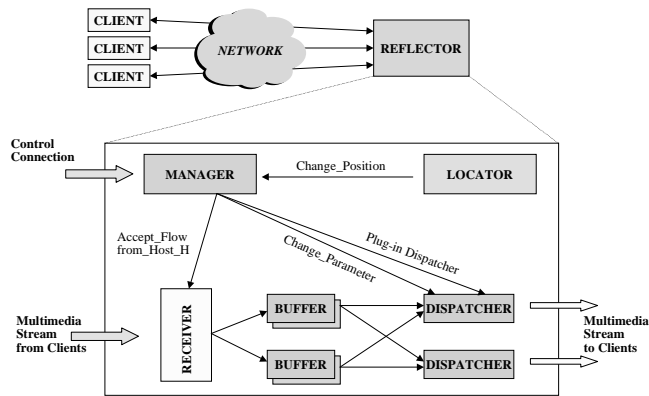 CLIENT
CLIENT
CLIENT
NETWORK
REFLECTOR
Control
Connection
MANAGER
Change_Position
LOCATOR
Accept_Flow
from_Host_H
Plug-in Dispatcher
Change_Parameter
Multimedia
Stream
from Clients
RECEIVER
BUFFER
BUFFER
DISPATCHER
DISPATCHER
Multimedia
Stream
to Clients